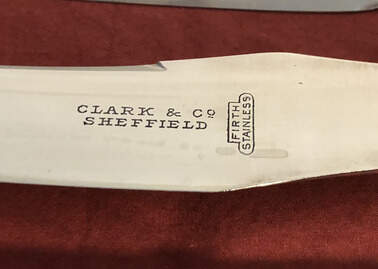 CLARK & Co
SHEFFIELD
FIRTH
STAINLESS